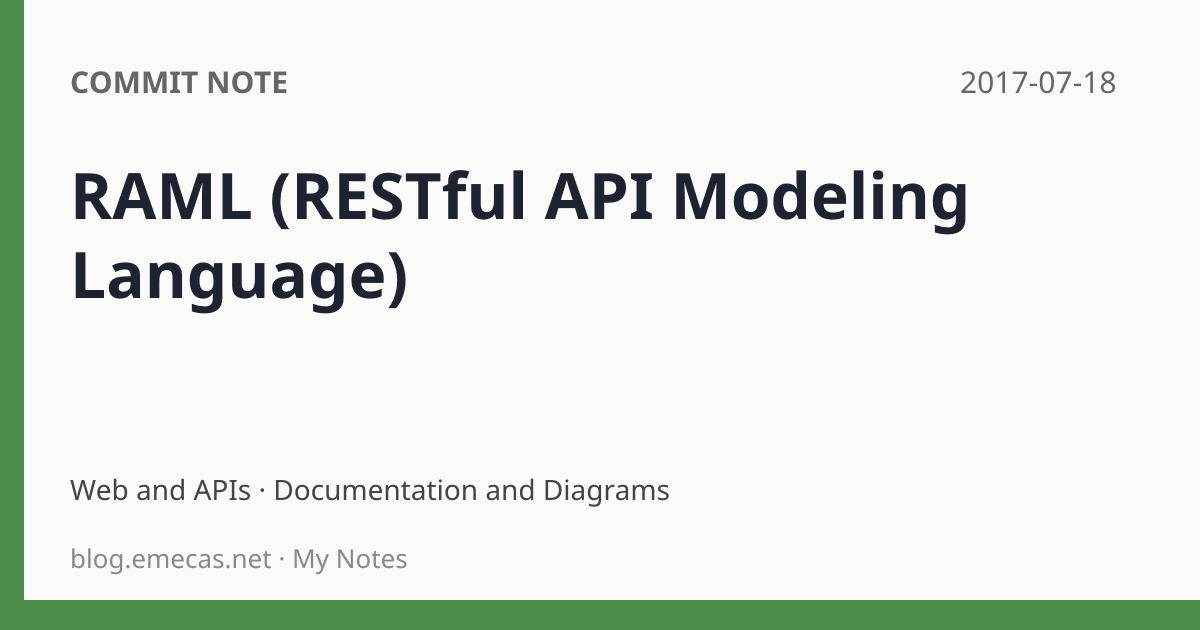 COMMIT NOTE
2017-07-18
RAML (RESTful API Modeling
Language)
Web and APIs · Documentation and Diagrams
blog.emecas.net · My Notes